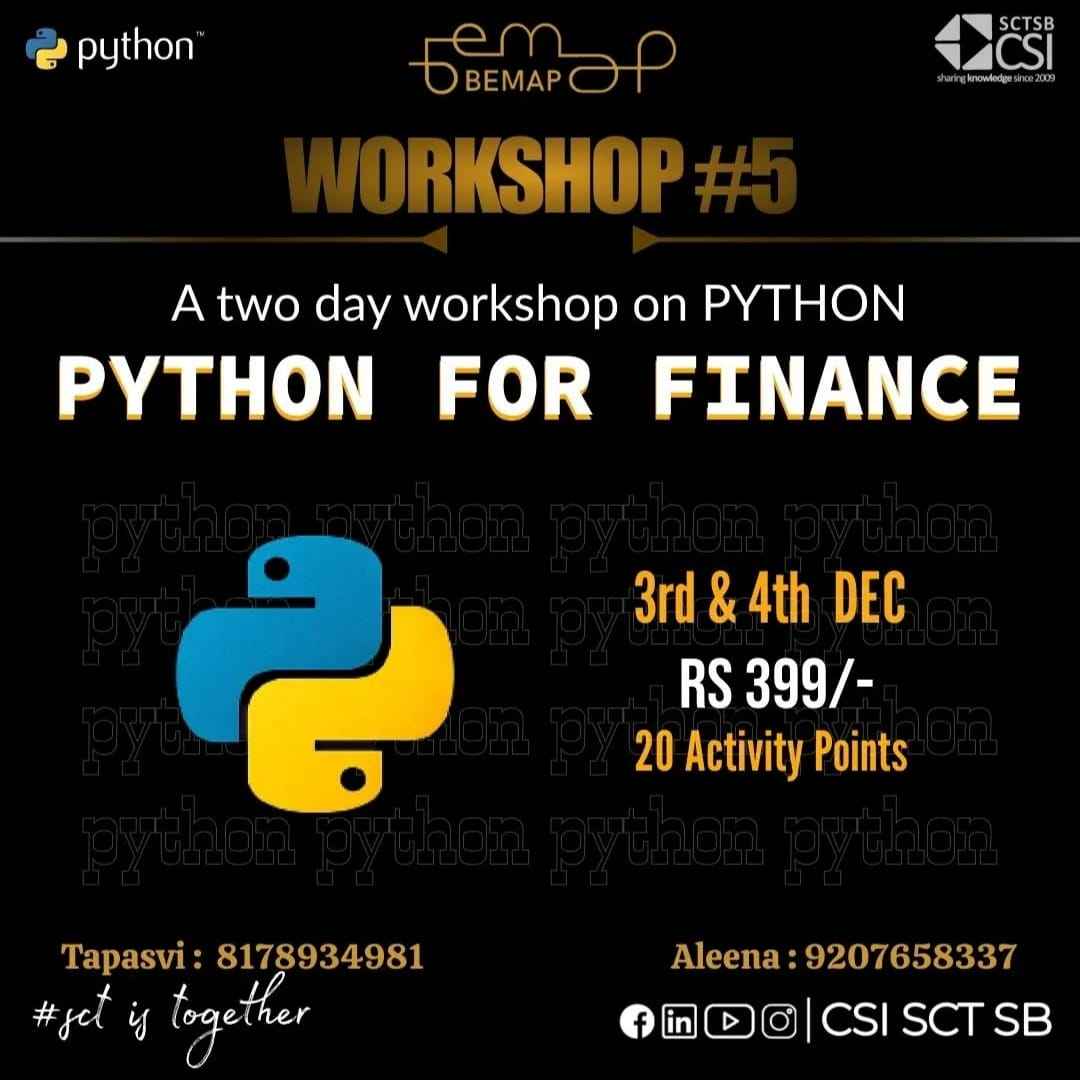 python™
bemap
BEMAP
SCTSB
CSI
sharing knowledge since 2009
WORKSHOP #5
A two day workshop on PYTHON
PYTHON FOR FINANCE
python python python python
python python python python
python python python python
python python python python
3rd & 4th DEC
RS 399/-
20 Activity Points
Tapasvi : 8178934981
Aleena : 9207658337
#sct is together
CSI SCT SB